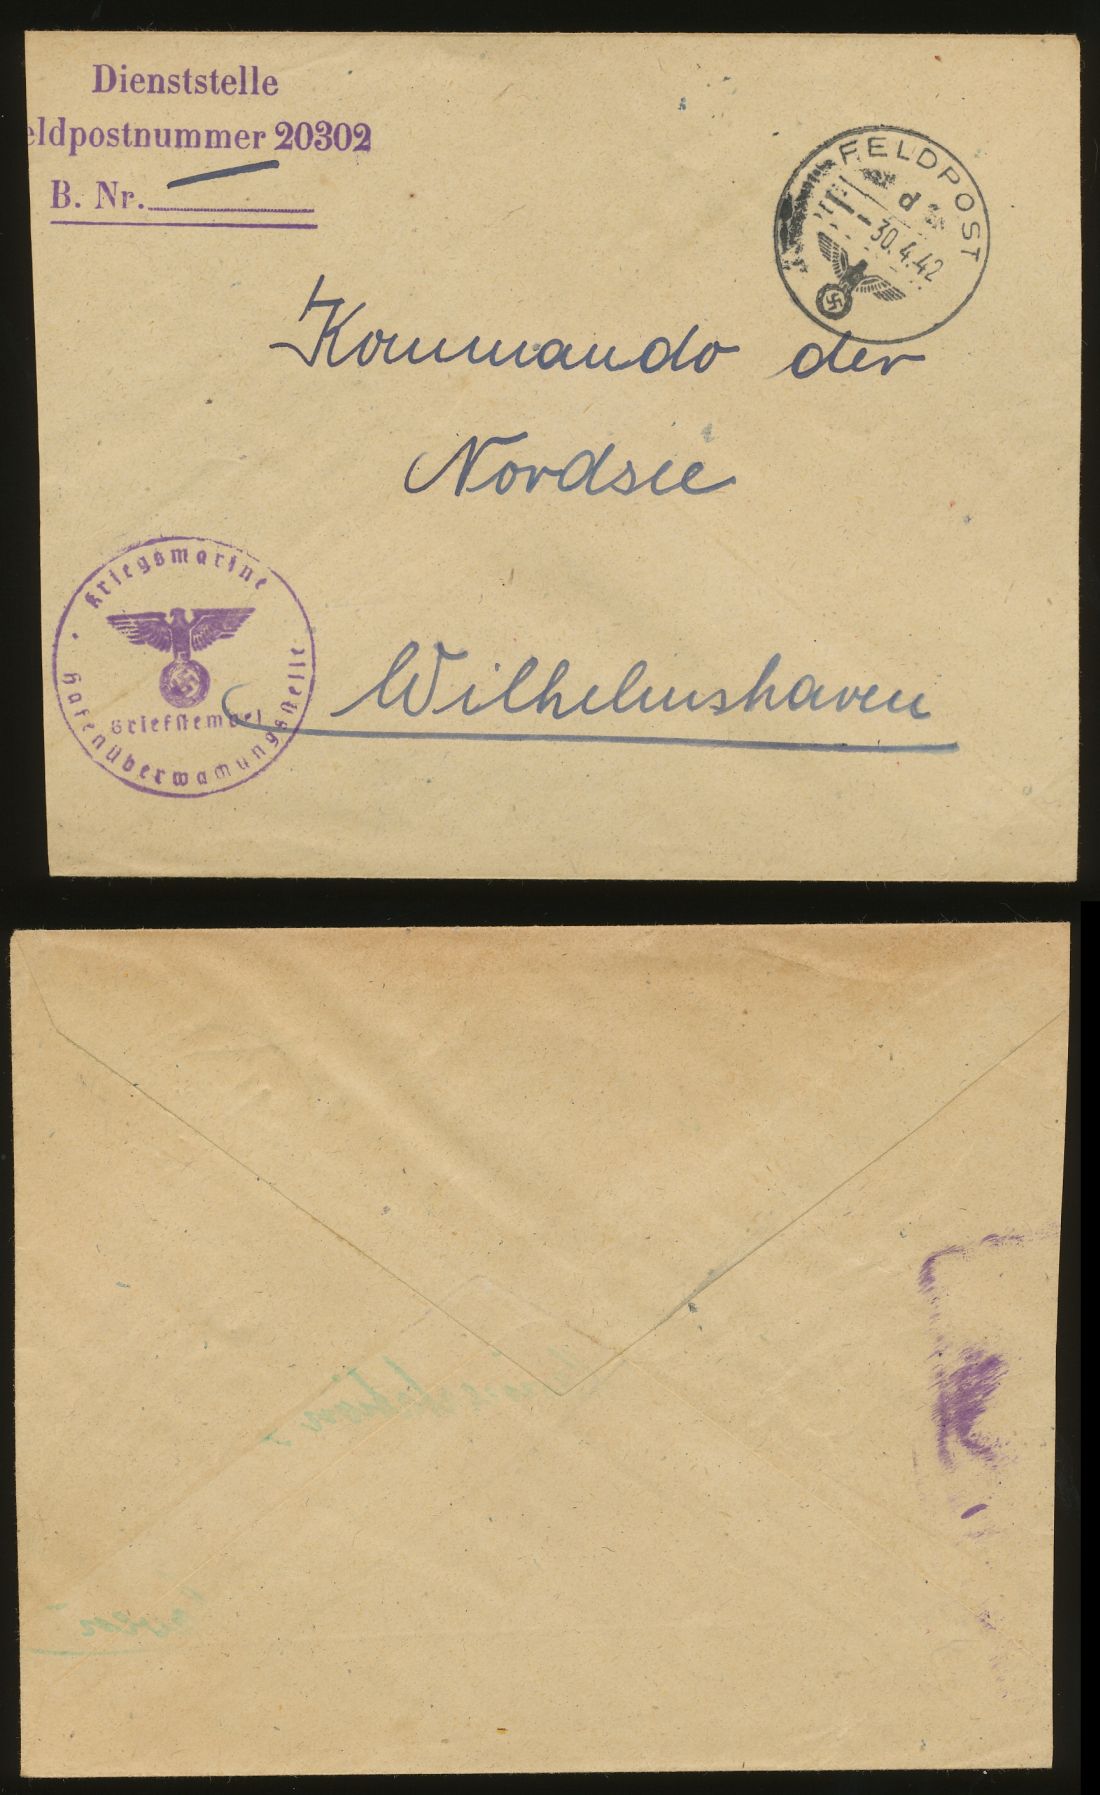 Dienststelle
eldpostnummer 20302
B. Nr.
FELDPOST
d
30.4.42
Kommando der
Nordsee
Kriegsmarine
Briefstempel
Hafenüberwachungsstelle
Wilhelmshaven